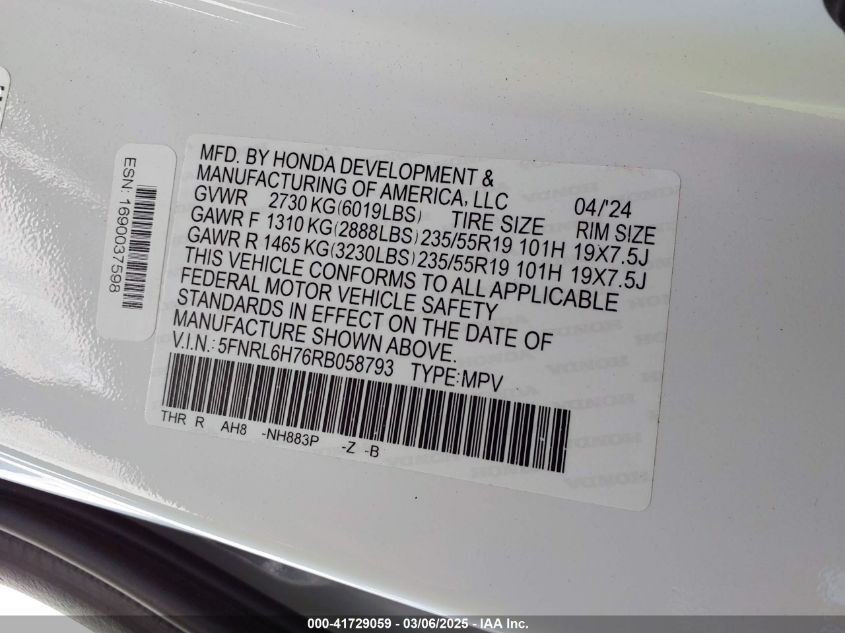 MFD. BY HONDA DEVELOPMENT &
MANUFACTURING OF AMERICA, LLC 04/'24
GVWR 2730 KG(6019LBS) TIRE SIZE RIM SIZE
GAWR F 1310 KG(2888LBS) 235/55R19 101H 19X7.5J
GAWR R 1465 KG(3230LBS) 235/55R19 101H 19X7.5J
THIS VEHICLE CONFORMS TO ALL APPLICABLE
FEDERAL MOTOR VEHICLE SAFETY
STANDARDS IN EFFECT ON THE DATE OF
MANUFACTURE SHOWN ABOVE.
V.I.N.: 5FNRL6H76RB058793 TYPE:MPV
THR R AH8 -NH883P -Z -B
ESN: 1690037598
000-41729059 - 03/06/2025 - IAA Inc.